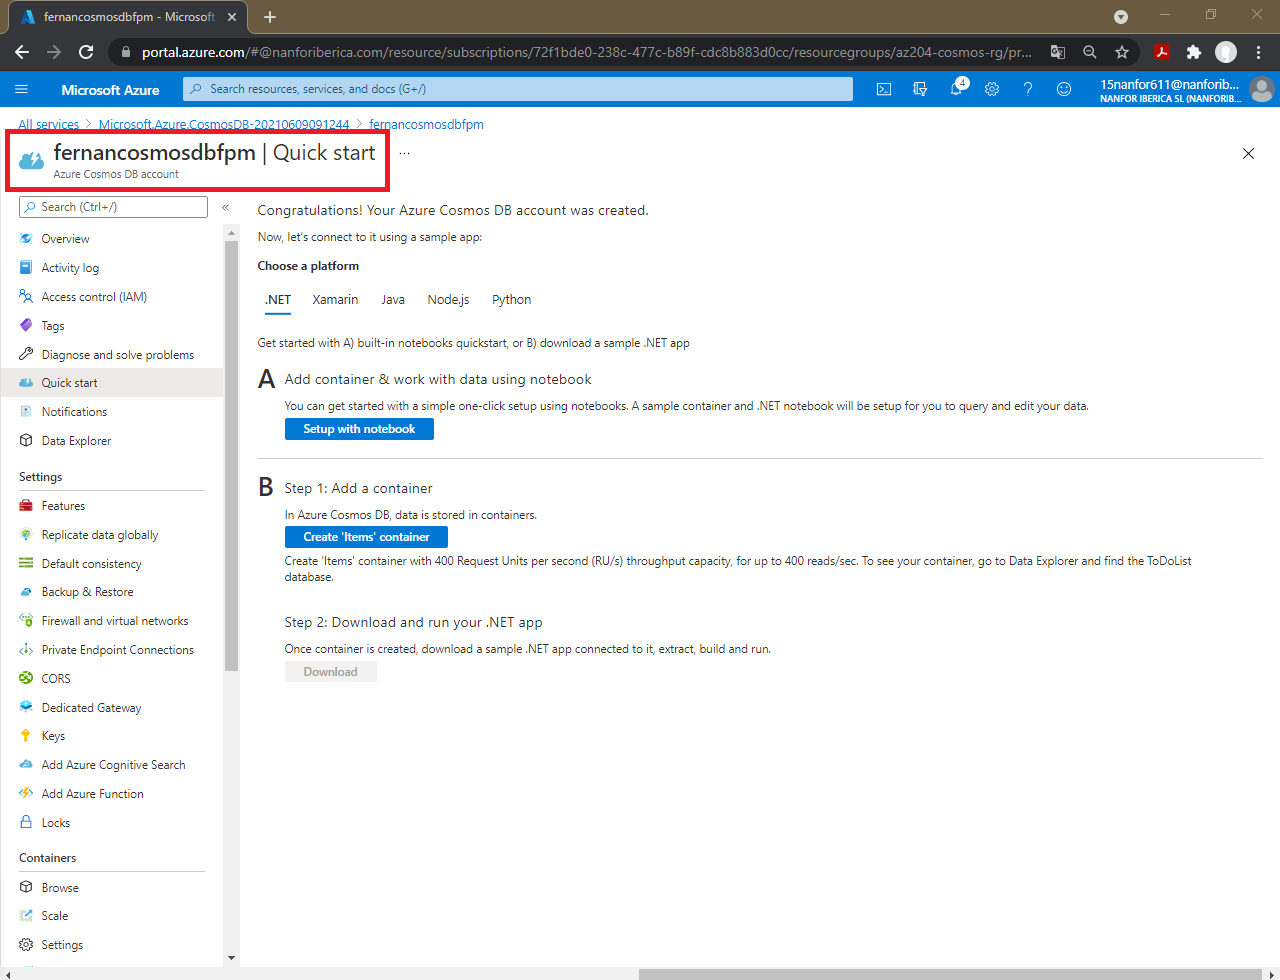 fernancosmosdbfpm - Microsoft
portal.azure.com/#@nanforiberica.com/resource/subscriptions/72f1bde0-238c-477c-b89f-cdc8b883d0cc/resourcegroups/az204-cosmos-rg/pr...
Microsoft Azure
Search resources, services, and docs (G+/)
4
15nanfor611@nanforib...
NANFOR IBERICA SL (NANFORIB...
All services > Microsoft.Azure.CosmosDB-20210609091244 > fernancosmosdbfpm
fernancosmosdbfpm | Quick start ...
Azure Cosmos DB account
Search (Ctrl+/)
«
Overview
Activity log
Access control (IAM)
Tags
Diagnose and solve problems
Quick start
Notifications
Data Explorer
Settings
Features
Replicate data globally
Default consistency
Backup & Restore
Firewall and virtual networks
Private Endpoint Connections
CORS
Dedicated Gateway
Keys
Add Azure Cognitive Search
Add Azure Function
Locks
Containers
Browse
Scale
Settings
Congratulations! Your Azure Cosmos DB account was created.
Now, let's connect to it using a sample app:
Choose a platform
.NET Xamarin Java Node.js Python
Get started with A) built-in notebooks quickstart, or B) download a sample .NET app
A Add container & work with data using notebook
You can get started with a simple one-click setup using notebooks. A sample container and .NET notebook will be setup for you to query and edit your data.
Setup with notebook
B Step 1: Add a container
In Azure Cosmos DB, data is stored in containers.
Create 'Items' container
Create 'Items' container with 400 Request Units per second (RU/s) throughput capacity, for up to 400 reads/sec. To see your container, go to Data Explorer and find the ToDoList
database.
Step 2: Download and run your .NET app
Once container is created, download a sample .NET app connected to it, extract, build and run.
Download